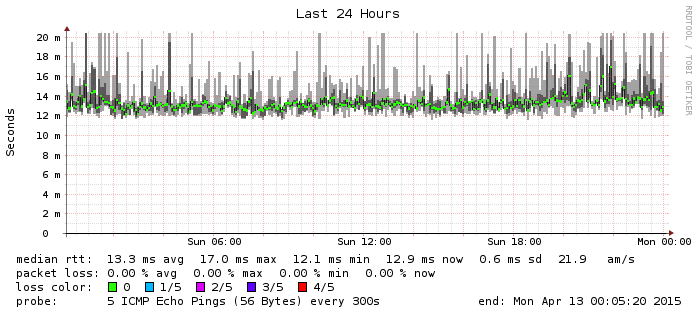 Last 24 Hours
RRDTOOL / TOBI OETIKER
Seconds
20 m
18 m
16 m
14 m
12 m
10 m
8 m
6 m
4 m
2 m
0
Sun 06:00 Sun 12:00 Sun 18:00 Mon 00:00
median rtt: 13.3 ms avg 17.0 ms max 12.1 ms min 12.9 ms now 0.6 ms sd 21.9 am/s
packet loss: 0.00 % avg 0.00 % max 0.00 % min 0.00 % now
loss color: 0 1/5 2/5 3/5 4/5
probe: 5 ICMP Echo Pings (56 Bytes) every 300s end: Mon Apr 13 00:05:20 2015